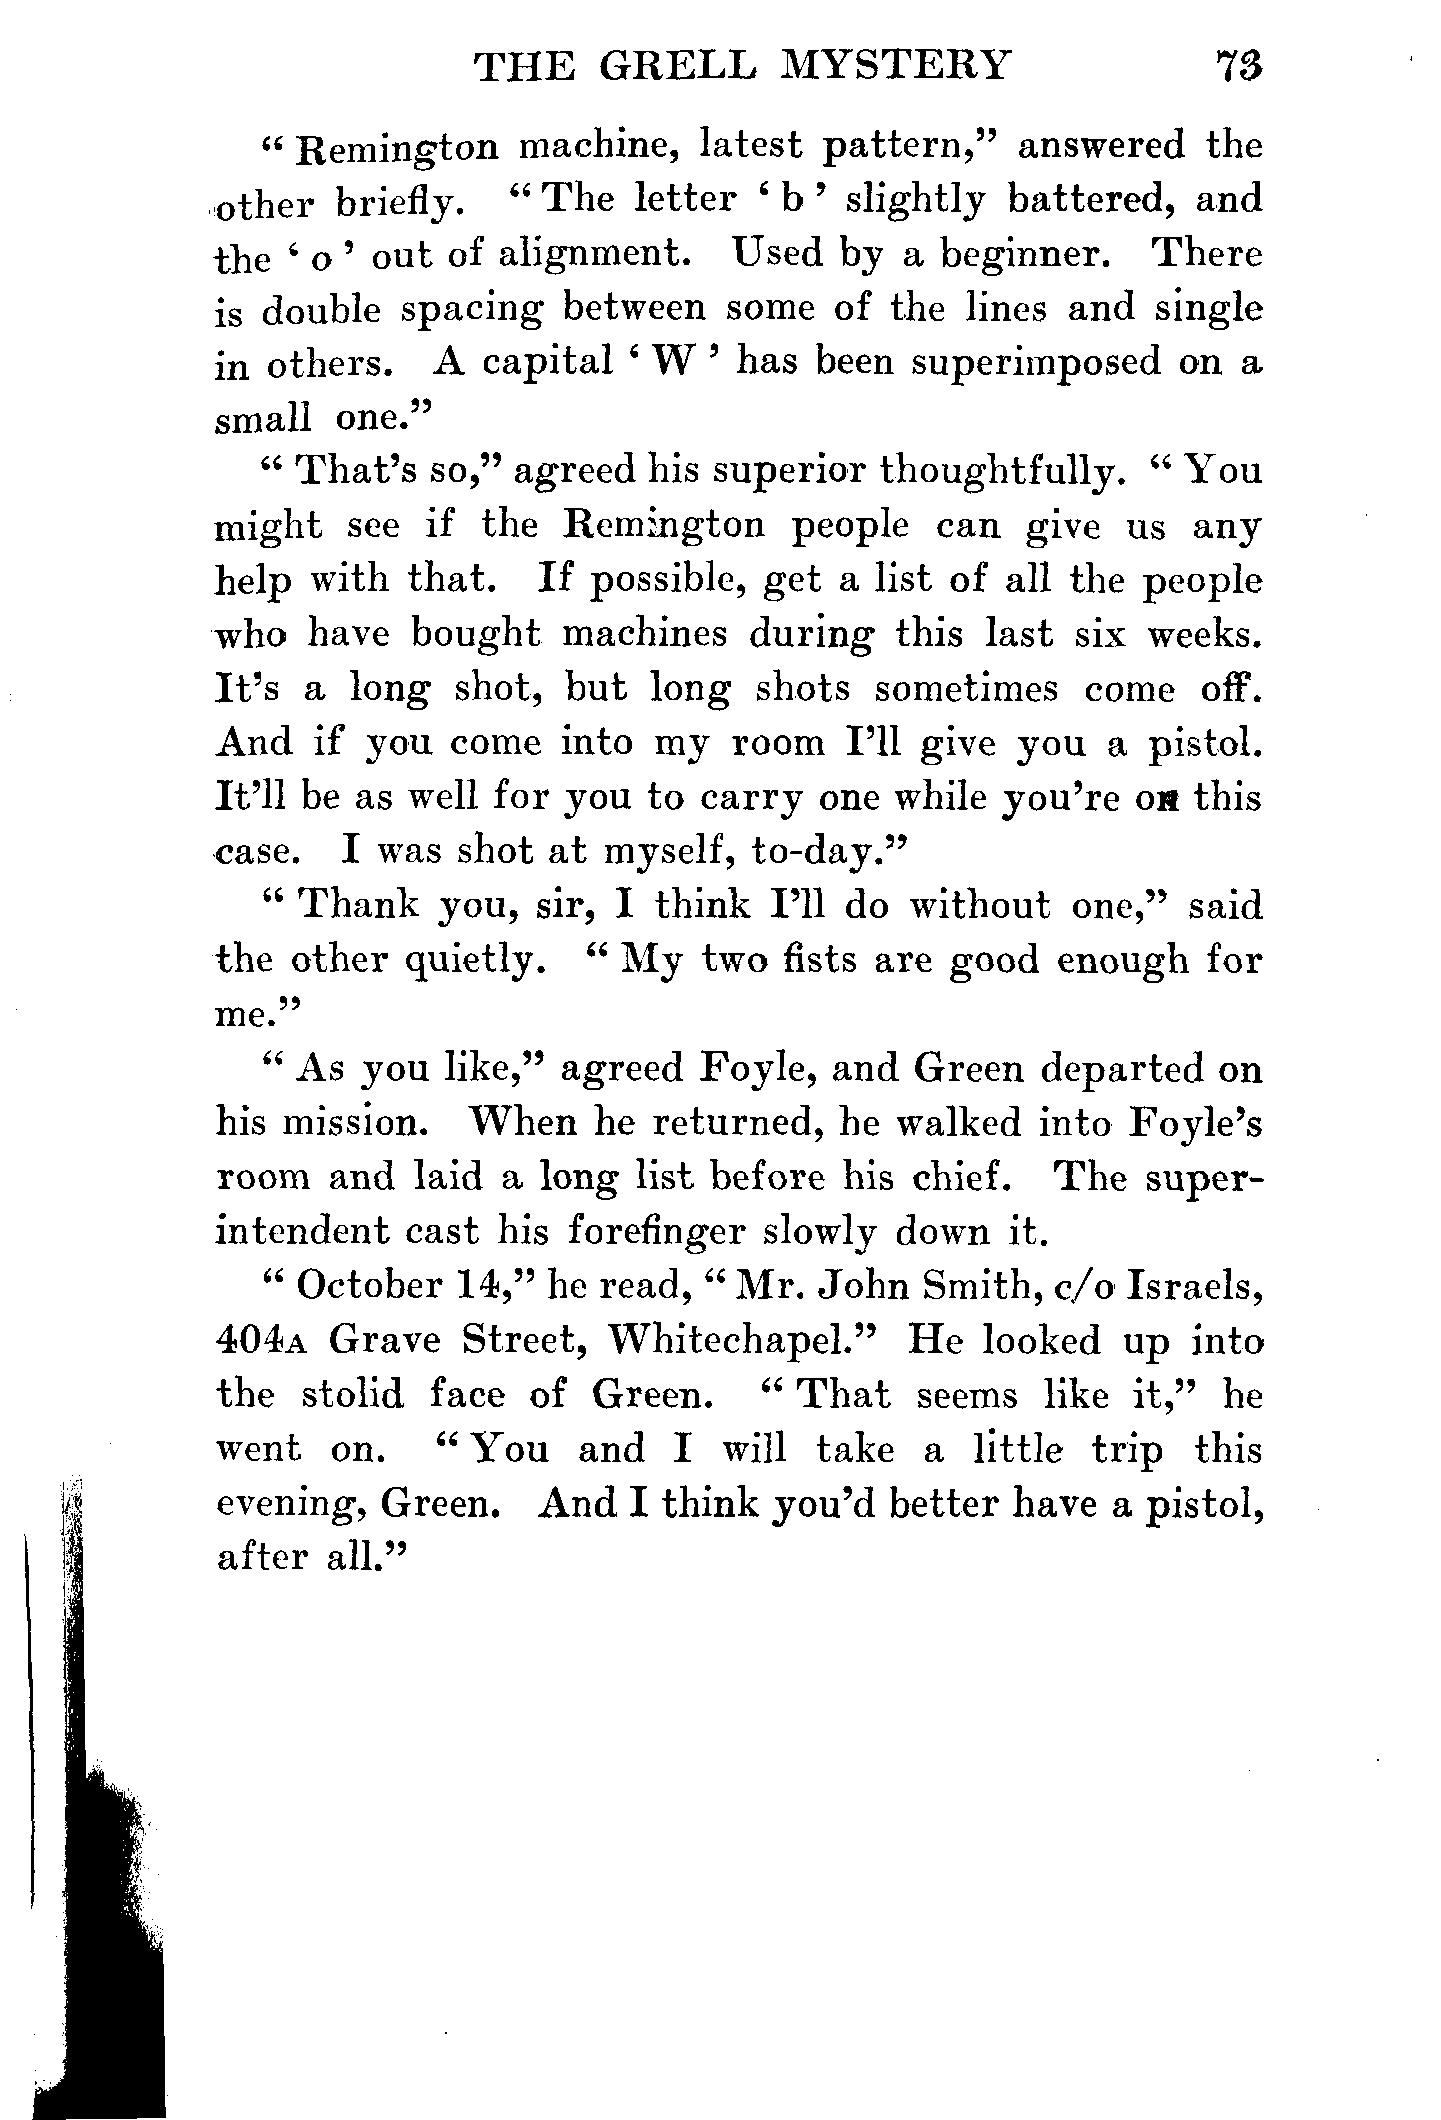 THE GRELL MYSTERY 73
“ Remington machine, latest pattern,” answered the
other briefly. “ The letter ‘ b ’ slightly battered, and
the ‘ o ’ out of alignment. Used by a beginner. There
is double spacing between some of the lines and single
in others. A capital ‘ W ’ has been superimposed on a
small one.”
“ That’s so,” agreed his superior thoughtfully. “ You
might see if the Remington people can give us any
help with that. If possible, get a list of all the people
who have bought machines during this last six weeks.
It’s a long shot, but long shots sometimes come off.
And if you come into my room I’ll give you a pistol.
It’ll be as well for you to carry one while you’re on this
case. I was shot at myself, to-day.”
“ Thank you, sir, I think I’ll do without one,” said
the other quietly. “ My two fists are good enough for
me.”
“ As you like,” agreed Foyle, and Green departed on
his mission. When he returned, he walked into Foyle’s
room and laid a long list before his chief. The super-
intendent cast his forefinger slowly down it.
“ October 14,” he read, “ Mr. John Smith, c/o Israels,
404A Grave Street, Whitechapel.” He looked up into
the stolid face of Green. “ That seems like it,” he
went on. “ You and I will take a little trip this
evening, Green. And I think you’d better have a pistol,
after all.”